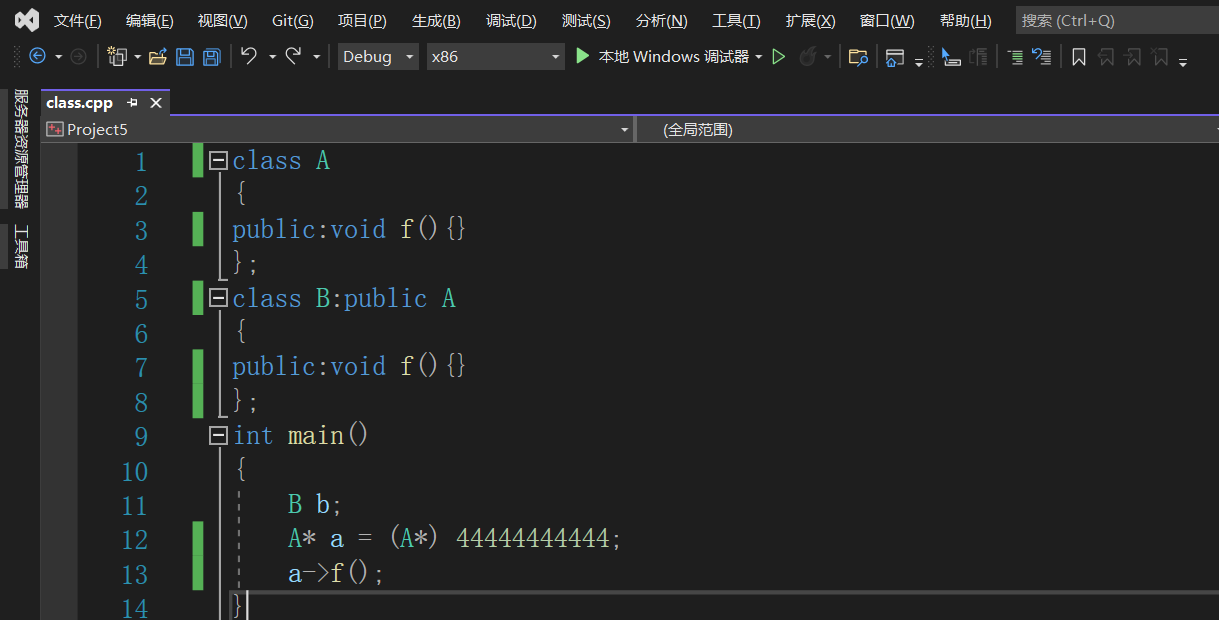 文件(F) 编辑(E) 视图(V) Git(G) 项目(P) 生成(B) 调试(D) 测试(S) 分析(N) 工具(T) 扩展(X) 窗口(W) 帮助(H) 搜索 (Ctrl+Q)
Debug x86 本地 Windows 调试器
服务器资源管理器
工具箱
class.cpp
Project5 (全局范围)
1 class A
2 {
3 public:void f(){}
4 };
5 class B:public A
6 {
7 public:void f(){}
8 };
9 int main()
10 {
11 B b;
12 A* a = (A*) 44444444444;
13 a->f();
14 }